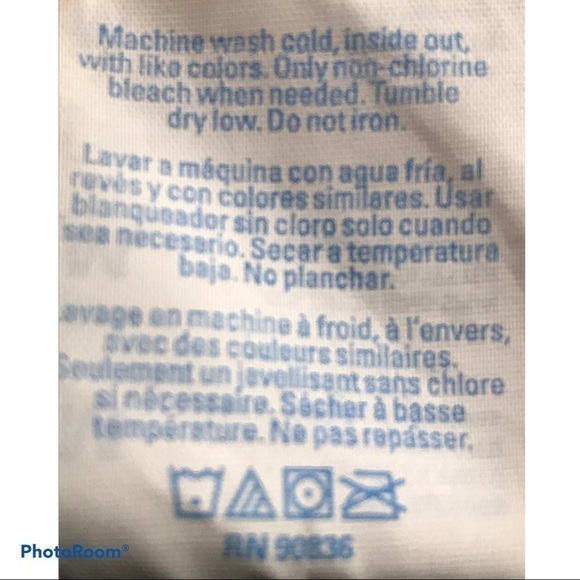 Machine wash cold, inside out,
with like colors. Only non-chlorine
bleach when needed. Tumble
dry low. Do not iron.
Lavar a máquina con agua fría, al
revés y con colores similares. Usar
blanqueador sin cloro solo cuando
sea necesario. Secar a temperatura
baja. No planchar.
Lavage en machine à froid, à l'envers,
avec des couleurs similaires.
Seulement un javellisant sans chlore
si nécessaire. Sécher à basse
température. Ne pas repásser.
RN 90836
PhotoRoom®